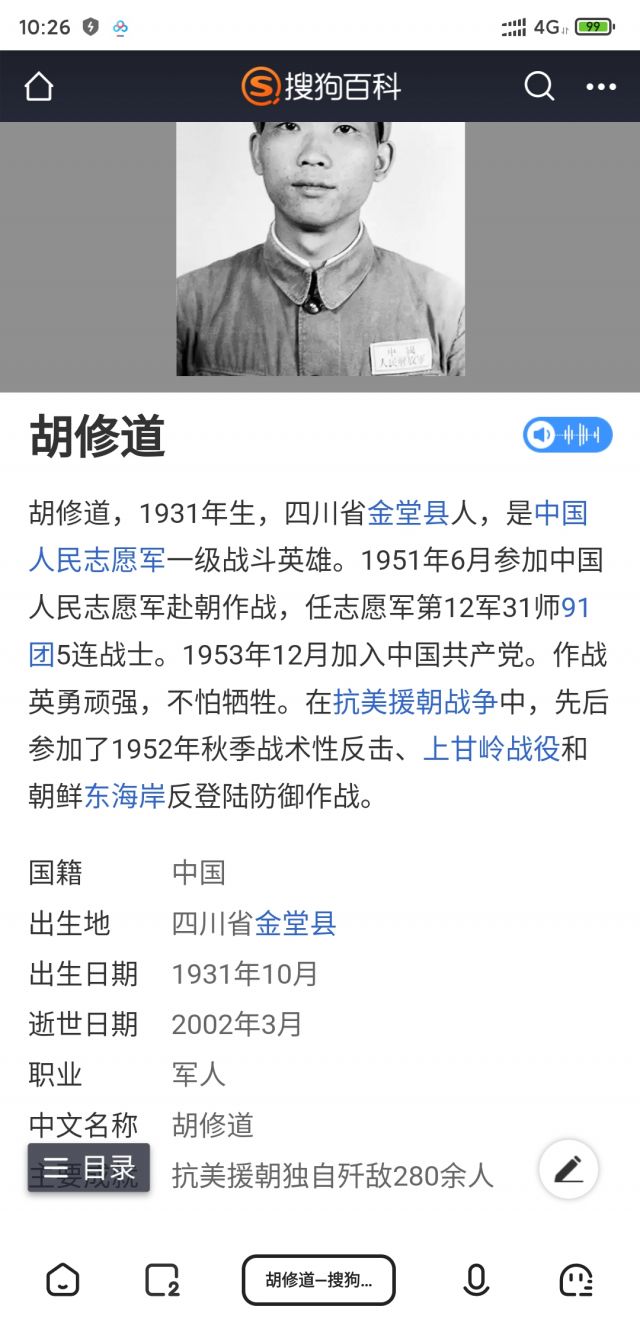 10:26
4G
99
搜狗百科
中国
人民解放军
胡修道
胡修道，1931年生，四川省金堂县人，是中国
人民志愿军一级战斗英雄。1951年6月参加中国
人民志愿军赴朝作战，任志愿军第12军31师91
团5连战士。1953年12月加入中国共产党。作战
英勇顽强，不怕牺牲。在抗美援朝战争中，先后
参加了1952年秋季战术性反击、上甘岭战役和
朝鲜东海岸反登陆防御作战。
国籍 中国
出生地 四川省金堂县
出生日期 1931年10月
逝世日期 2002年3月
职业 军人
中文名称 胡修道
主要成就 抗美援朝独自歼敌280余人
目录
2
胡修道—搜狗...